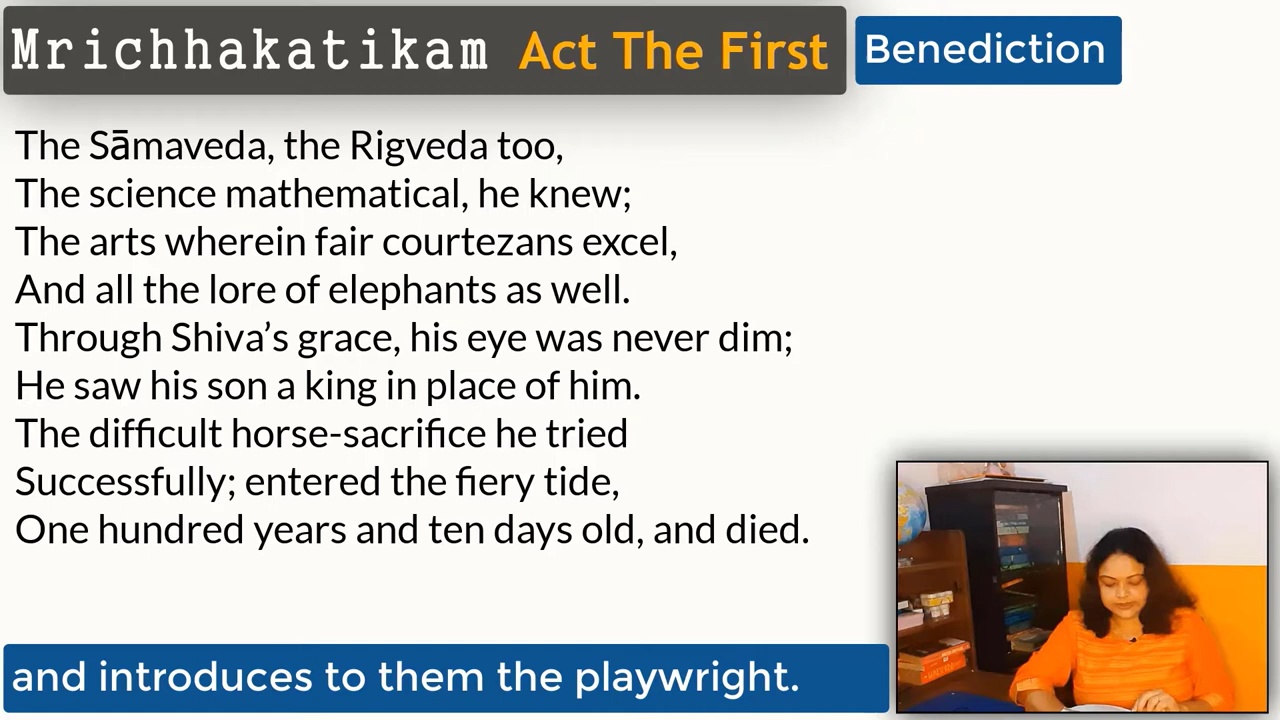 Mrichhakatikam Act The First Benediction
The Sāmaveda, the Rigveda too,
The science mathematical, he knew;
The arts wherein fair courtezans excel,
And all the lore of elephants as well.
Through Shiva’s grace, his eye was never dim;
He saw his son a king in place of him.
The difficult horse-sacrifice he tried
Successfully; entered the fiery tide,
One hundred years and ten days old, and died.
and introduces to them the playwright.